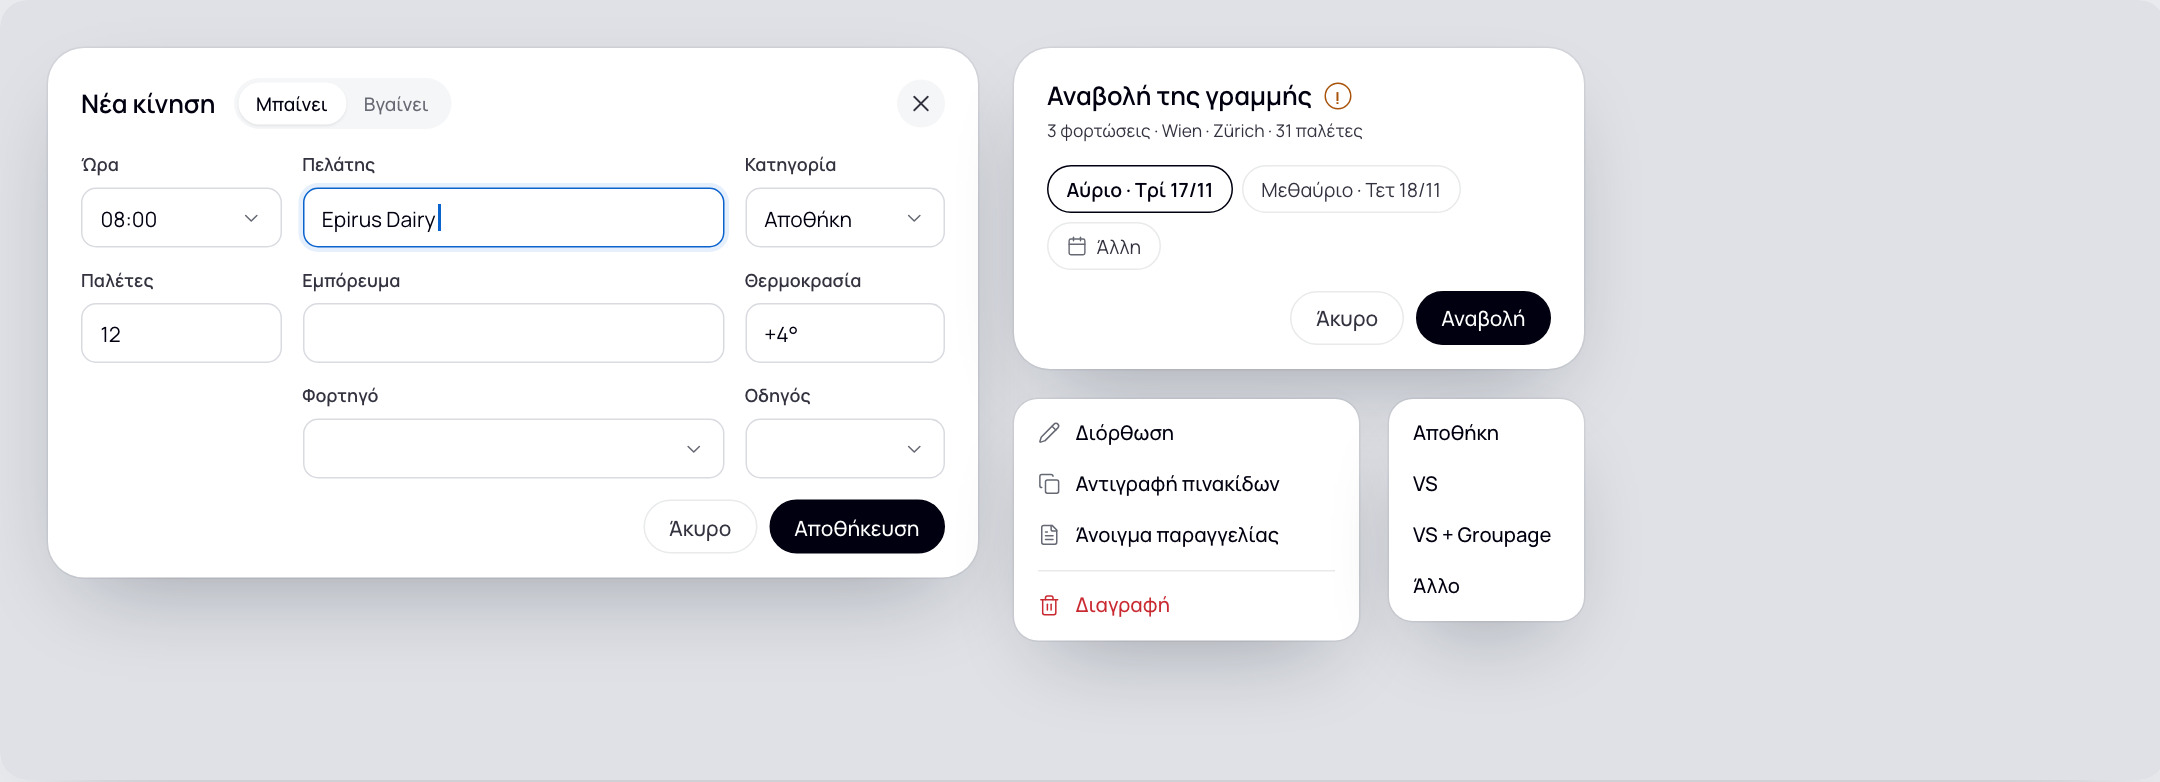 Νέα κίνηση
Μπαίνει
Βγαίνει
Ώρα
Πελάτης
Κατηγορία
08:00
Epirus Dairy
Αποθήκη
Παλέτες
Εμπόρευμα
Θερμοκρασία
12
+4°
Φορτηγό
Οδηγός
Άκυρο
Αποθήκευση
Αναβολή της γραμμής
3 φορτώσεις · Wien · Zürich · 31 παλέτες
Αύριο · Τρί 17/11
Μεθαύριο · Τετ 18/11
Άλλη
Άκυρο
Αναβολή
Διόρθωση
Αντιγραφή πινακίδων
Άνοιγμα παραγγελίας
Διαγραφή
Αποθήκη
VS
VS + Groupage
Άλλο